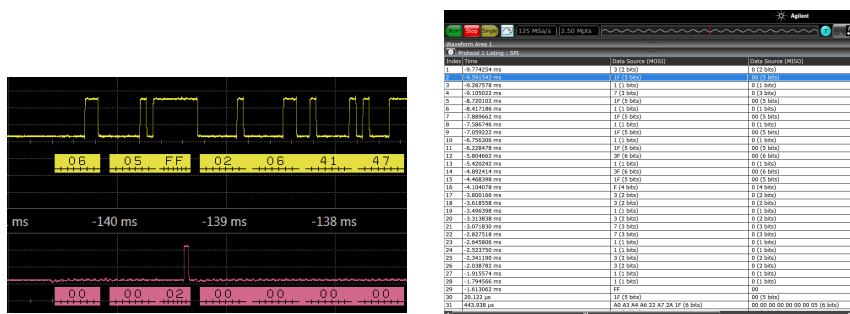 06 05 FF 02 06 41 47
ms -140 ms -139 ms -138 ms
00 00 02 00 00 00 00
Agilent
Run Stop Single 125 MSa/s 2.50 Mpts T
Waveform Area 1
Protocol 1 Listing : SPI
Index Time Data Source (MOSI) Data Source (MISO)
1 -9.774254 ms 3 (2 bits) 0 (2 bits)
2 -9.591542 ms 1F (5 bits) 00 (5 bits)
3 -9.287578 ms 1 (1 bits) 0 (1 bits)
4 -9.105022 ms 7 (3 bits) 0 (3 bits)
5 -8.720102 ms 1F (5 bits) 00 (5 bits)
6 -8.417186 ms 1 (1 bits) 0 (1 bits)
7 -7.889662 ms 1F (5 bits) 00 (5 bits)
8 -7.586746 ms 1 (1 bits) 0 (1 bits)
9 -7.059222 ms 1F (5 bits) 00 (5 bits)
10 -6.756306 ms 1 (1 bits) 0 (1 bits)
11 -6.228478 ms 1F (5 bits) 00 (5 bits)
12 -5.804662 ms 3F (6 bits) 00 (6 bits)
13 -5.420242 ms 1 (1 bits) 0 (1 bits)
14 -4.892414 ms 3F (6 bits) 00 (6 bits)
15 -4.468398 ms 1F (5 bits) 00 (5 bits)
16 -4.104078 ms F (4 bits) 0 (4 bits)
17 -3.800166 ms 3 (2 bits) 0 (2 bits)
18 -3.618558 ms 3 (2 bits) 0 (2 bits)
19 -3.496398 ms 1 (1 bits) 0 (1 bits)
20 -3.313838 ms 3 (2 bits) 0 (2 bits)
21 -3.071830 ms 7 (3 bits) 0 (3 bits)
22 -2.827518 ms 7 (3 bits) 0 (3 bits)
23 -2.645806 ms 1 (1 bits) 0 (1 bits)
24 -2.523750 ms 1 (1 bits) 0 (1 bits)
25 -2.341190 ms 3 (2 bits) 0 (2 bits)
26 -2.038782 ms 3 (2 bits) 0 (2 bits)
27 -1.915574 ms 1 (1 bits) 0 (1 bits)
28 -1.794566 ms 1 (1 bits) 0 (1 bits)
29 -1.613062 ms FF 00
30 20.122 µs 1F (5 bits) 00 (5 bits)
31 443.938 µs A0 A3 A4 A6 22 A7 2A 1F (6 bits) 00 00 00 00 00 00 00 05 (6 bits)